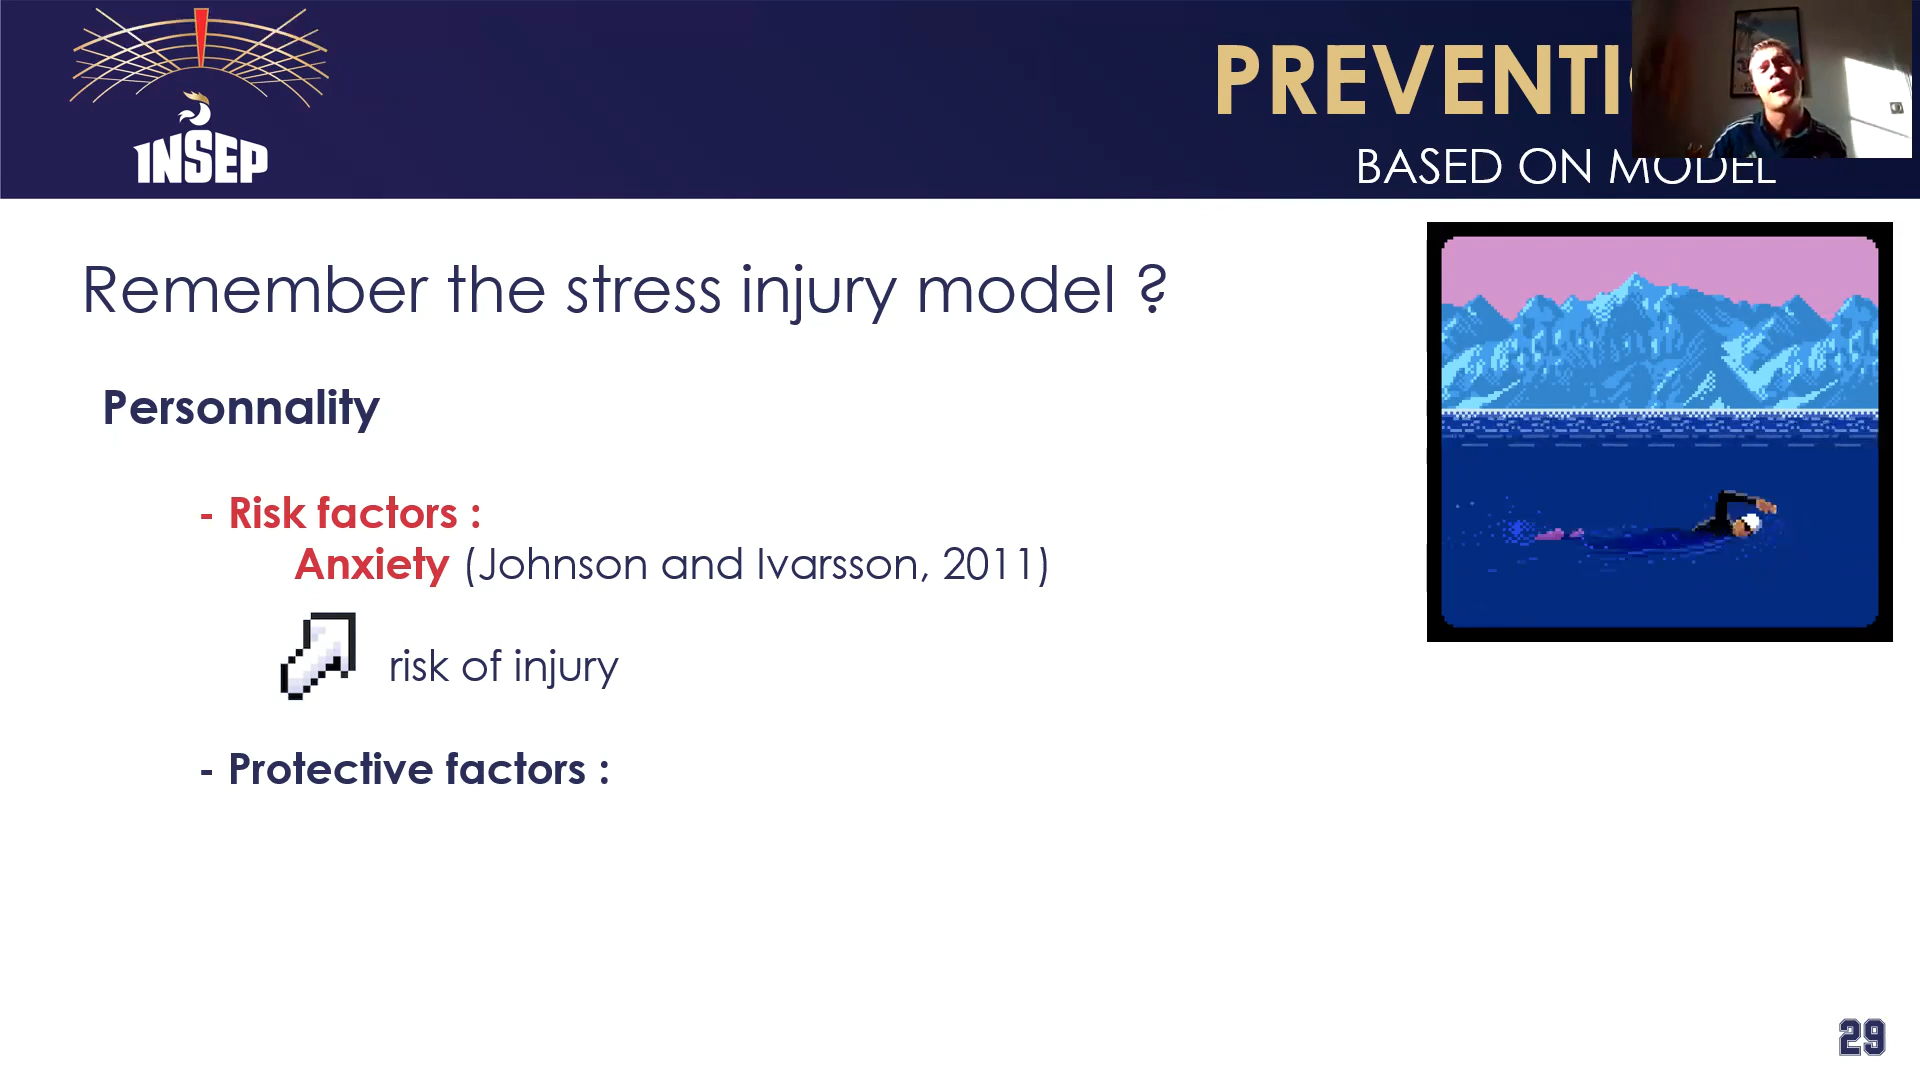 INSEP
PREVENTI
BASED ON MODEL
Remember the stress injury model ?
Personnality
- Risk factors :
Anxiety (Johnson and Ivarsson, 2011)
risk of injury
- Protective factors :
29